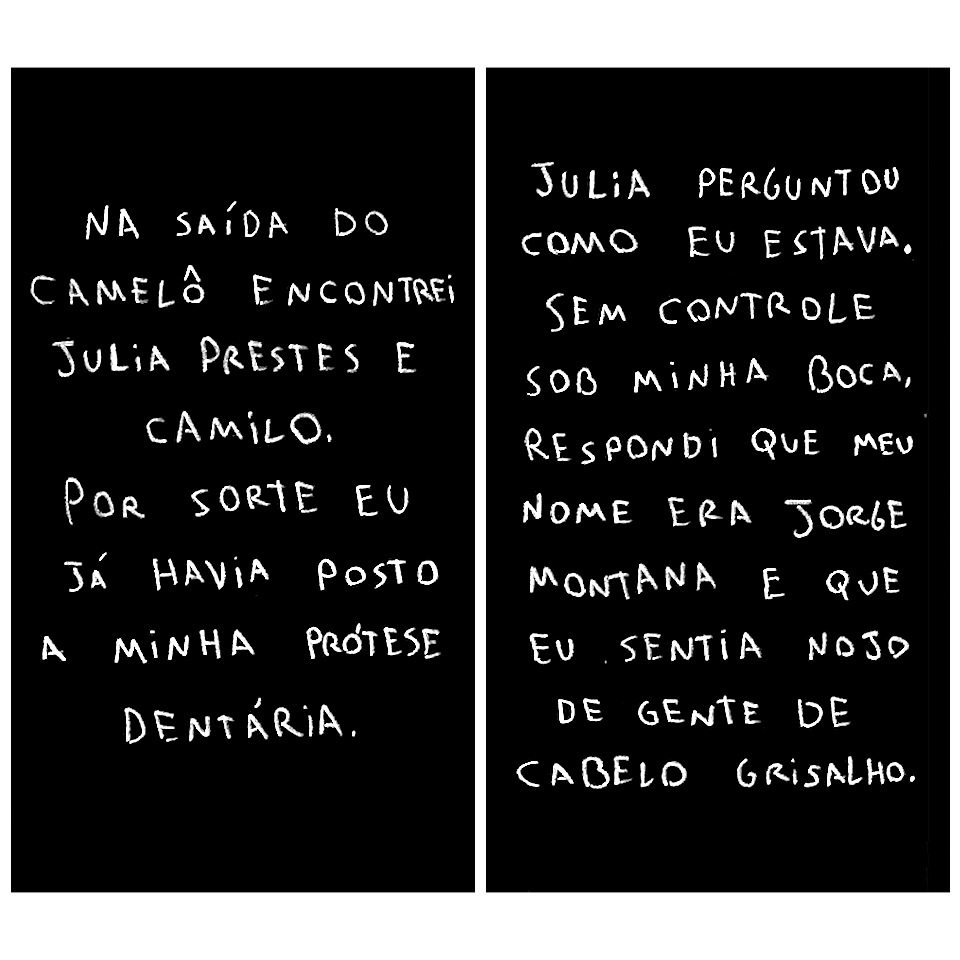 NA SAÍDA DO
CAMELÔ ENCONTREI
JULIA PRESTES E
CAMILO.
POR SORTE EU
JÁ HAVIA POSTO
A MINHA PRÓTESE
DENTÁRIA.
JULIA PERGUNTOU
COMO EU ESTAVA.
SEM CONTROLE
SOB MINHA BOCA,
RESPONDI QUE MEU
NOME ERA JORGE
MONTANA E QUE
EU SENTIA NOJO
DE GENTE DE
CABELO GRISALHO.